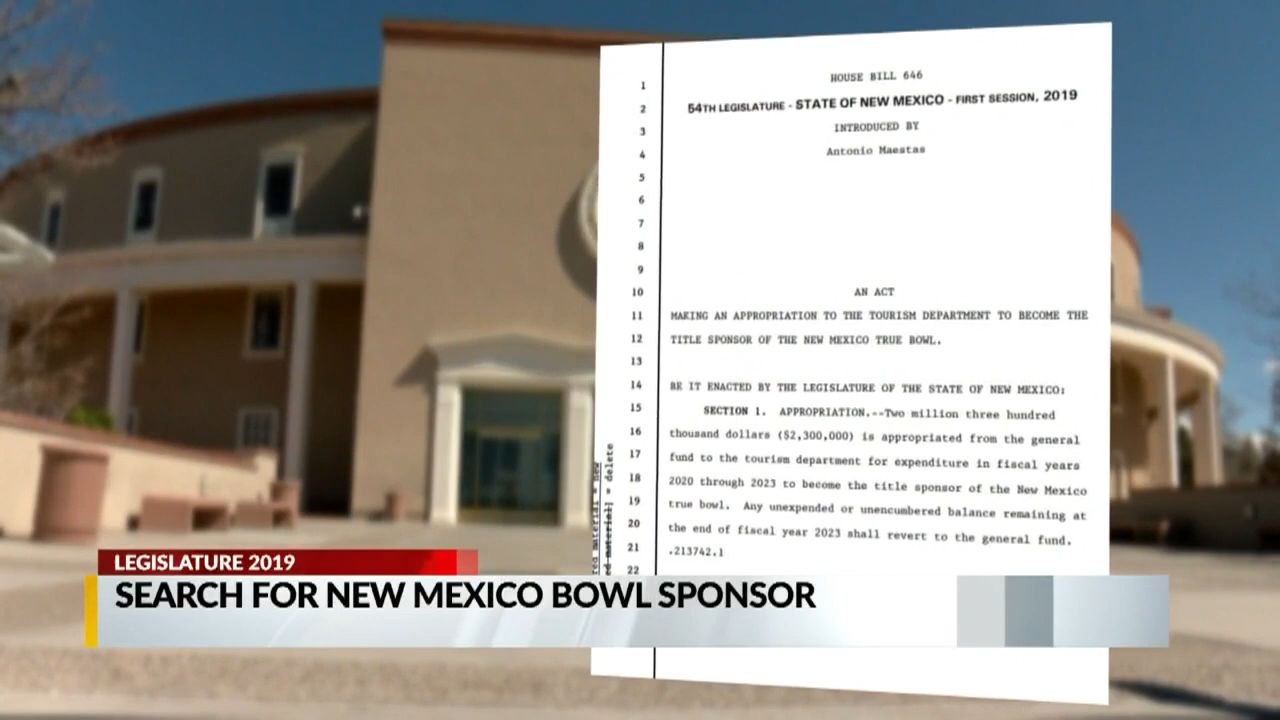 HOUSE BILL 646
54TH LEGISLATURE - STATE OF NEW MEXICO - FIRST SESSION, 2019
INTRODUCED BY
Antonio Maestas
AN ACT
MAKING AN APPROPRIATION TO THE TOURISM DEPARTMENT TO BECOME THE
TITLE SPONSOR OF THE NEW MEXICO TRUE BOWL.
BE IT ENACTED BY THE LEGISLATURE OF THE STATE OF NEW MEXICO:
SECTION 1. APPROPRIATION.--Two million three hundred
thousand dollars ($2,300,000) is appropriated from the general
fund to the tourism department for expenditure in fiscal years
2020 through 2023 to become the title sponsor of the New Mexico
true bowl. Any unexpended or unencumbered balance remaining at
the end of fiscal year 2023 shall revert to the general fund.
.213742.1
1
2
3
4
5
6
7
8
9
10
11
12
13
14
15
16
17
18
19
20
21
22
material = new
material] = delete
LEGISLATURE 2019
SEARCH FOR NEW MEXICO BOWL SPONSOR